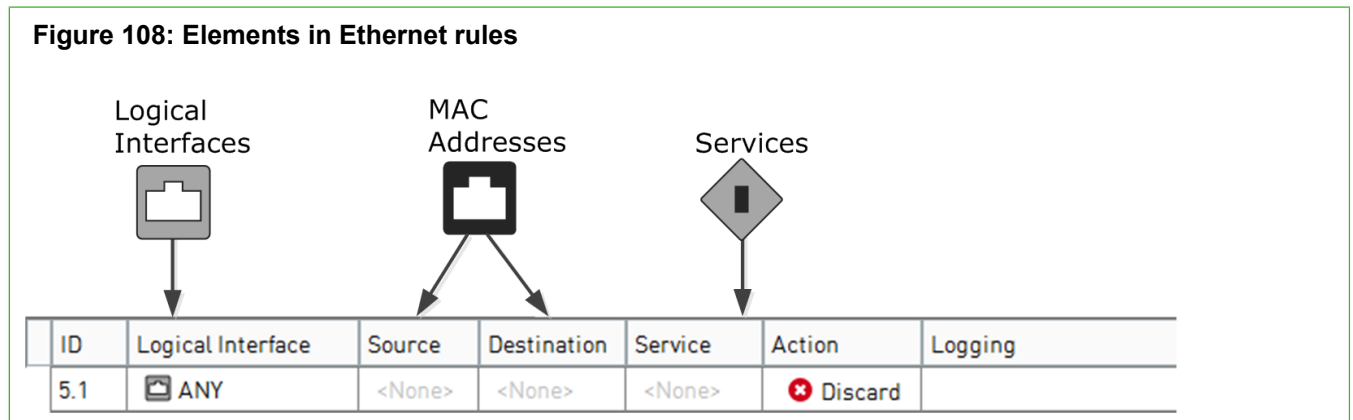 Figure 108: Elements in Ethernet rules
Logical Interfaces
MAC Addresses
Services
ID Logical Interface Source Destination Service Action Logging
5.1 ANY <None> <None> <None> Discard